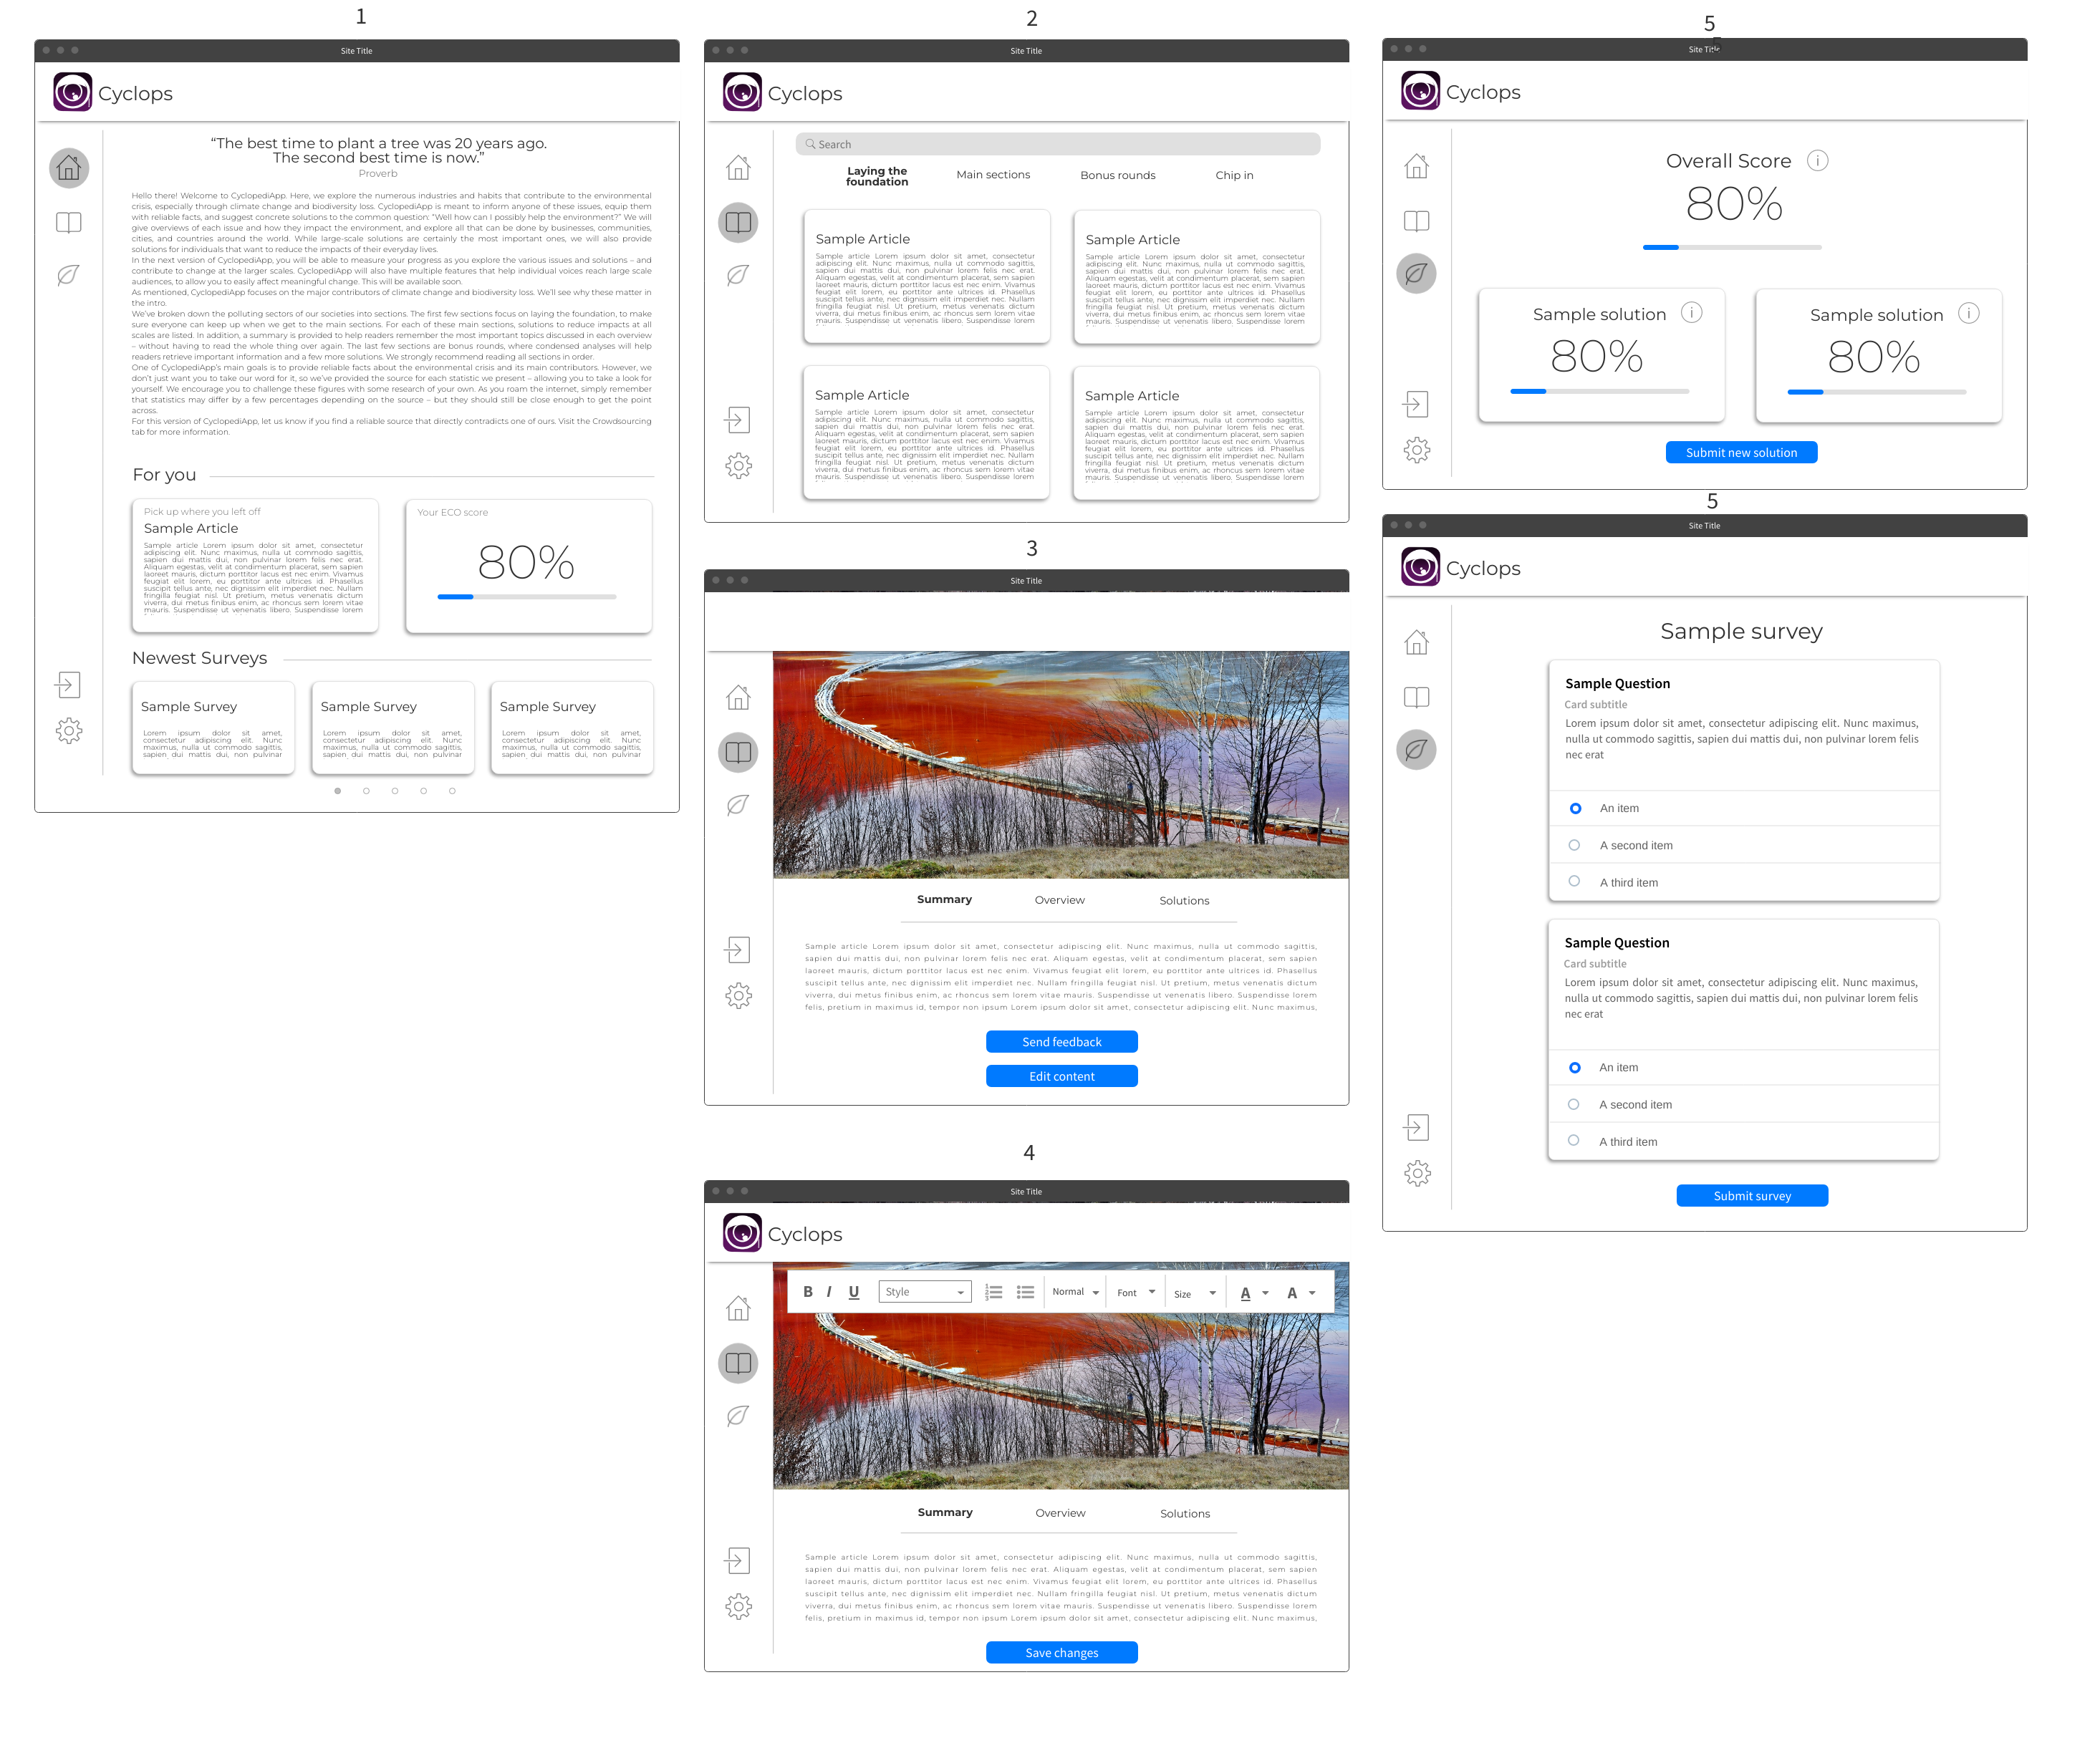 1
Site Title
Cyclops
“The best time to plant a tree was 20 years ago.
The second best time is now.”
Proverb
Hello there! Welcome to CyclopediApp. Here, we explore the numerous industries and habits that contribute to the environmental
crisis, especially through climate change and biodiversity loss. CyclopediApp is meant to inform anyone of these issues, equip them
with reliable facts, and suggest concrete solutions to the common question: “Well how can I possibly help the environment?” We will
give overviews of each issue and how they impact the environment, and explore all that can be done by businesses, communities,
cities, and countries around the world. While large-scale solutions are certainly the most important ones, we will also provide
solutions for individuals that want to reduce the impacts of their everyday lives.
In the next version of CyclopediApp, you will be able to measure your progress as you explore the various issues and solutions – and
contribute to change at the larger scales. CyclopediApp will also have multiple features that help individual voices reach large scale
audiences, to allow you to easily affect meaningful change. This will be available soon.
As mentioned, CyclopediApp focuses on the major contributors of climate change and biodiversity loss. We’ll see why these matter in
the intro.
We’ve broken down the polluting sectors of our societies into sections. The first few sections focus on laying the foundation, to make
sure everyone can keep up when we get to the main sections. For each of these main sections, solutions to reduce impacts at all
scales are listed. In addition, a summary is provided to help readers remember the most important topics discussed in each overview
– without having to read the whole thing over again. The last few sections are bonus rounds, where condensed analyses will help
readers retrieve important information and a few more solutions. We strongly recommend reading all sections in order.
One of CyclopediApp’s main goals is to provide reliable facts about the environmental crisis and its main contributors. However, we
don’t just want you to take our word for it, so we’ve provided the source for each statistic we present – allowing you to take a look for
yourself. We encourage you to challenge these figures with some research of your own. As you roam the internet, simply remember
that statistics may differ by a few percentages depending on the source – but they should still be close enough to get the point
across.
For this version of CyclopediApp, let us know if you find a reliable source that directly contradicts one of ours. Visit the Crowdsourcing
tab for more information.
For you
Pick up where you left off
Sample Article
Sample article Lorem ipsum dolor sit amet, consectetur
adipiscing elit. Nunc maximus, nulla ut commodo sagittis,
sapien dui mattis dui, non pulvinar lorem felis nec erat.
Aliquam egestas, velit at condimentum placerat, sem sapien
laoreet mauris, dictum porttitor lacus est nec enim. Vivamus
feugiat elit lorem, eu porttitor ante ultrices id. Phasellus
suscipit tellus ante, nec dignissim elit imperdiet nec. Nullam
fringilla feugiat nisl. Ut pretium, metus venenatis dictum
viverra, dui metus finibus enim, ac rhoncus sem lorem vitae
mauris. Suspendisse ut venenatis libero. Suspendisse lorem
Your ECO score
80%
Newest Surveys
Sample Survey
Lorem ipsum dolor sit amet,
consectetur adipiscing elit. Nunc
maximus, nulla ut commodo sagittis,
sapien dui mattis dui, non pulvinar
Sample Survey
Lorem ipsum dolor sit amet,
consectetur adipiscing elit. Nunc
maximus, nulla ut commodo sagittis,
sapien dui mattis dui, non pulvinar
Sample Survey
Lorem ipsum dolor sit amet,
consectetur adipiscing elit. Nunc
maximus, nulla ut commodo sagittis,
sapien dui mattis dui, non pulvinar
2
Site Title
Cyclops
Search
Laying the
foundation
Main sections
Bonus rounds
Chip in
Sample Article
Sample article Lorem ipsum dolor sit amet, consectetur
adipiscing elit. Nunc maximus, nulla ut commodo sagittis,
sapien dui mattis dui, non pulvinar lorem felis nec erat.
Aliquam egestas, velit at condimentum placerat, sem sapien
laoreet mauris, dictum porttitor lacus est nec enim. Vivamus
feugiat elit lorem, eu porttitor ante ultrices id. Phasellus
suscipit tellus ante, nec dignissim elit imperdiet nec. Nullam
fringilla feugiat nisl. Ut pretium, metus venenatis dictum
viverra, dui metus finibus enim, ac rhoncus sem lorem vitae
mauris. Suspendisse ut venenatis libero. Suspendisse lorem
Sample Article
Sample article Lorem ipsum dolor sit amet, consectetur
adipiscing elit. Nunc maximus, nulla ut commodo sagittis,
sapien dui mattis dui, non pulvinar lorem felis nec erat.
Aliquam egestas, velit at condimentum placerat, sem sapien
laoreet mauris, dictum porttitor lacus est nec enim. Vivamus
feugiat elit lorem, eu porttitor ante ultrices id. Phasellus
suscipit tellus ante, nec dignissim elit imperdiet nec. Nullam
fringilla feugiat nisl. Ut pretium, metus venenatis dictum
viverra, dui metus finibus enim, ac rhoncus sem lorem vitae
mauris. Suspendisse ut venenatis libero. Suspendisse lorem
Sample Article
Sample article Lorem ipsum dolor sit amet, consectetur
adipiscing elit. Nunc maximus, nulla ut commodo sagittis,
sapien dui mattis dui, non pulvinar lorem felis nec erat.
Aliquam egestas, velit at condimentum placerat, sem sapien
laoreet mauris, dictum porttitor lacus est nec enim. Vivamus
feugiat elit lorem, eu porttitor ante ultrices id. Phasellus
suscipit tellus ante, nec dignissim elit imperdiet nec. Nullam
fringilla feugiat nisl. Ut pretium, metus venenatis dictum
viverra, dui metus finibus enim, ac rhoncus sem lorem vitae
mauris. Suspendisse ut venenatis libero. Suspendisse lorem
Sample Article
Sample article Lorem ipsum dolor sit amet, consectetur
adipiscing elit. Nunc maximus, nulla ut commodo sagittis,
sapien dui mattis dui, non pulvinar lorem felis nec erat.
Aliquam egestas, velit at condimentum placerat, sem sapien
laoreet mauris, dictum porttitor lacus est nec enim. Vivamus
feugiat elit lorem, eu porttitor ante ultrices id. Phasellus
suscipit tellus ante, nec dignissim elit imperdiet nec. Nullam
fringilla feugiat nisl. Ut pretium, metus venenatis dictum
viverra, dui metus finibus enim, ac rhoncus sem lorem vitae
mauris. Suspendisse ut venenatis libero. Suspendisse lorem
3
Site Title
Summary
Overview
Solutions
Sample article Lorem ipsum dolor sit amet, consectetur adipiscing elit. Nunc maximus, nulla ut commodo sagittis,
sapien dui mattis dui, non pulvinar lorem felis nec erat. Aliquam egestas, velit at condimentum placerat, sem sapien
laoreet mauris, dictum porttitor lacus est nec enim. Vivamus feugiat elit lorem, eu porttitor ante ultrices id. Phasellus
suscipit tellus ante, nec dignissim elit imperdiet nec. Nullam fringilla feugiat nisl. Ut pretium, metus venenatis dictum
viverra, dui metus finibus enim, ac rhoncus sem lorem vitae mauris. Suspendisse ut venenatis libero. Suspendisse lorem
felis, pretium in maximus id, tempor non ipsum Lorem ipsum dolor sit amet, consectetur adipiscing elit. Nunc maximus,
Send feedback
Edit content
4
Site Title
Cyclops
B I U
Style
Normal
Font
Size
A
A
Summary
Overview
Solutions
Sample article Lorem ipsum dolor sit amet, consectetur adipiscing elit. Nunc maximus, nulla ut commodo sagittis,
sapien dui mattis dui, non pulvinar lorem felis nec erat. Aliquam egestas, velit at condimentum placerat, sem sapien
laoreet mauris, dictum porttitor lacus est nec enim. Vivamus feugiat elit lorem, eu porttitor ante ultrices id. Phasellus
suscipit tellus ante, nec dignissim elit imperdiet nec. Nullam fringilla feugiat nisl. Ut pretium, metus venenatis dictum
viverra, dui metus finibus enim, ac rhoncus sem lorem vitae mauris. Suspendisse ut venenatis libero. Suspendisse lorem
felis, pretium in maximus id, tempor non ipsum Lorem ipsum dolor sit amet, consectetur adipiscing elit. Nunc maximus,
Save changes
5
Site Title
Cyclops
Overall Score
i
80%
Sample solution
i
80%
Sample solution
i
80%
Submit new solution
5
Site Title
Cyclops
Sample survey
Sample Question
Card subtitle
Lorem ipsum dolor sit amet, consectetur adipiscing elit. Nunc maximus,
nulla ut commodo sagittis, sapien dui mattis dui, non pulvinar lorem felis
nec erat
An item
A second item
A third item
Sample Question
Card subtitle
Lorem ipsum dolor sit amet, consectetur adipiscing elit. Nunc maximus,
nulla ut commodo sagittis, sapien dui mattis dui, non pulvinar lorem felis
nec erat
An item
A second item
A third item
Submit survey